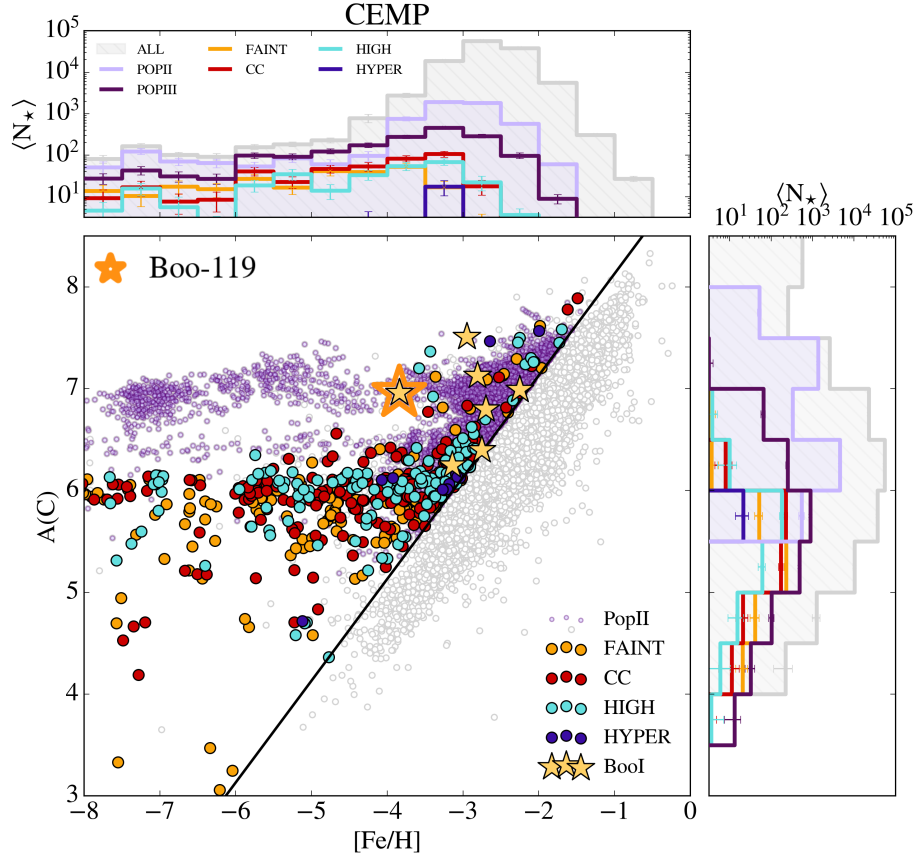 CEMP
10^5
10^4
10^3
10^2
10^1
⟨N⋆⟩
ALL
POPII
POPIII
FAINT
CC
HIGH
HYPER
⟨N⋆⟩
10^1 10^2 10^3 10^4 10^5
Boo-119
8
7
6
5
4
3
A(C)
PopII
FAINT
CC
HIGH
HYPER
BooI
−8 −7 −6 −5 −4 −3 −2 −1 0
[Fe/H]